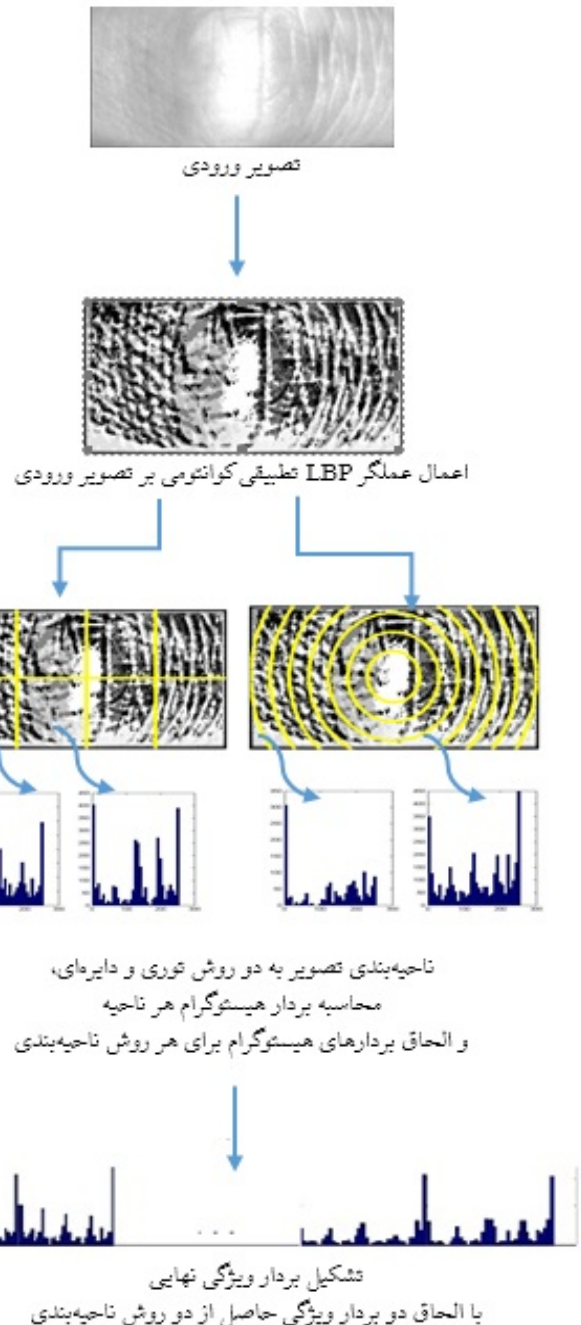 تصویر ورودی
اعمال عملگر LBP تطبیقی کوانتومی بر تصویر ورودی
ناحیه‌بندی تصویر به دو روش توری و دایره‌ای،
محاسبه بردار هیستوگرام هر ناحیه
و الحاق بردارهای هیستوگرام برای هر روش ناحیه‌بندی
تشکیل بردار ویژگی نهایی
با الحاق دو بردار ویژگی حاصل از دو روش ناحیه‌بندی